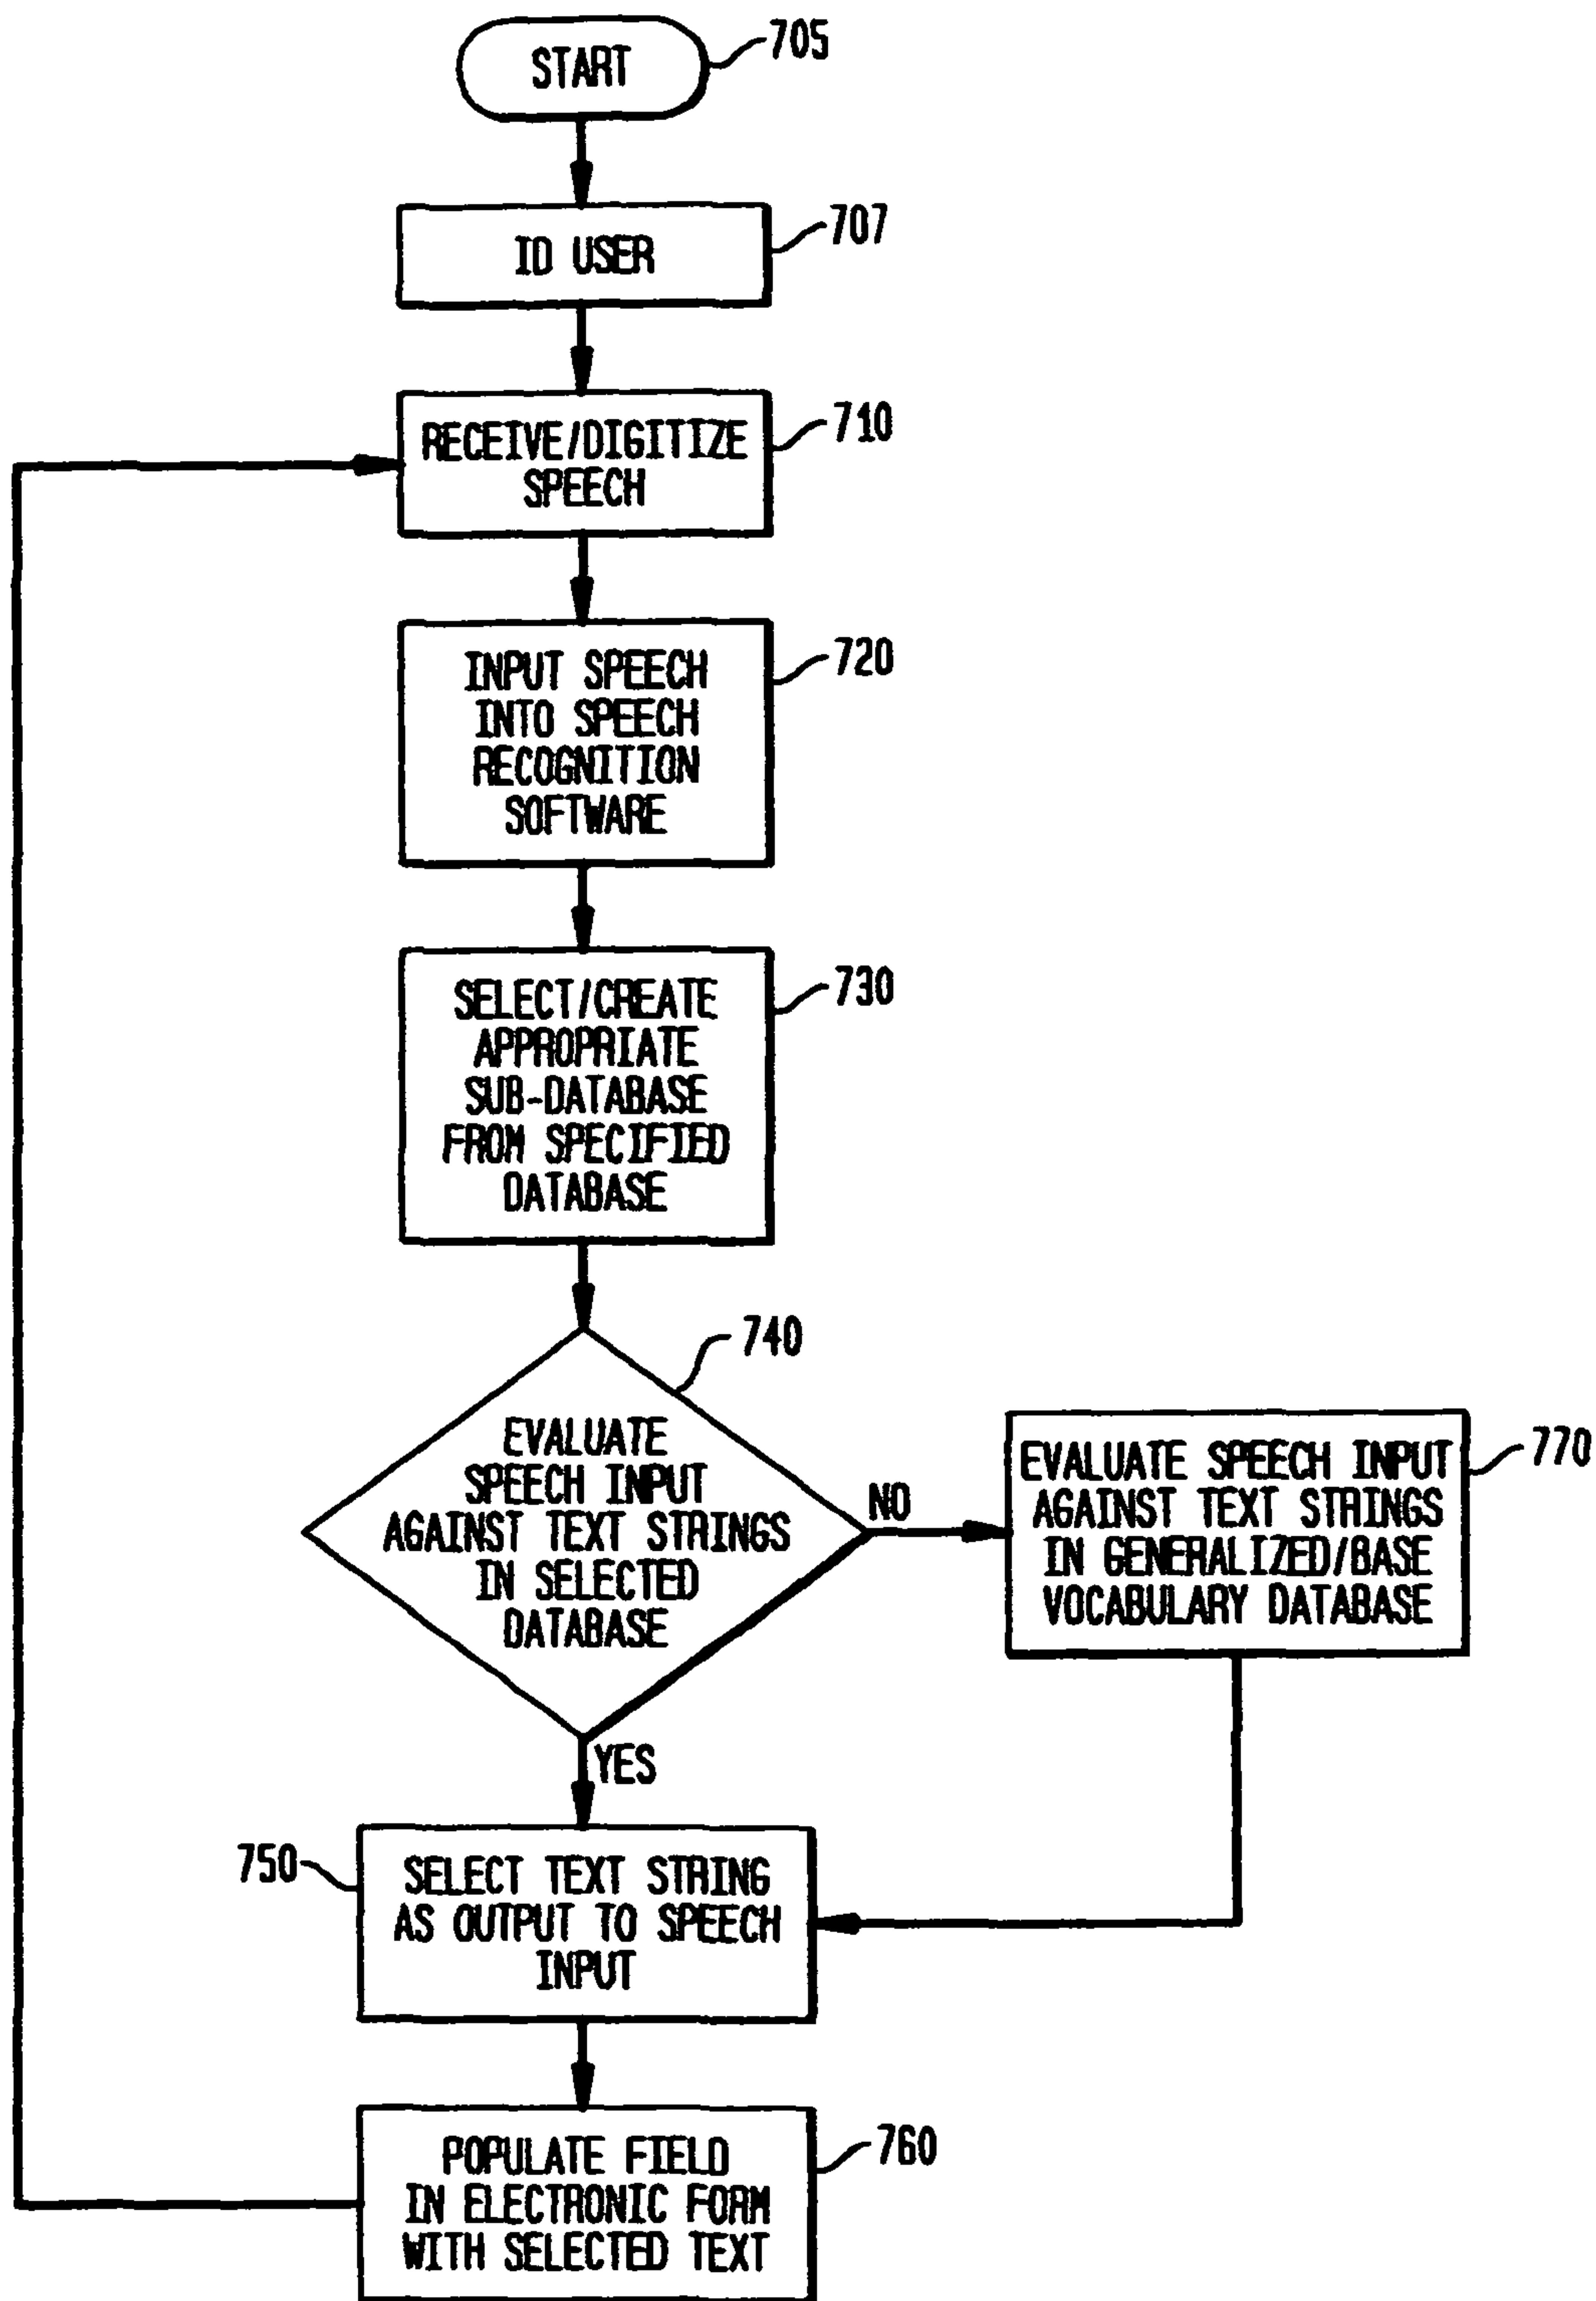 START
705
ID USER
707
RECEIVE/DIGITIZE
SPEECH
710
INPUT SPEECH
INTO SPEECH
RECOGNITION
SOFTWARE
720
SELECT/CREATE
APPROPRIATE
SUB-DATABASE
FROM SPECIFIED
DATABASE
730
740
EVALUATE
SPEECH INPUT
AGAINST TEXT STRINGS
IN SELECTED
DATABASE
NO
EVALUATE SPEECH INPUT
AGAINST TEXT STRINGS
IN GENERALIZED/BASE
VOCABULARY DATABASE
770
YES
750
SELECT TEXT STRING
AS OUTPUT TO SPEECH
INPUT
POPULATE FIELD
IN ELECTRONIC FORM
WITH SELECTED TEXT
760